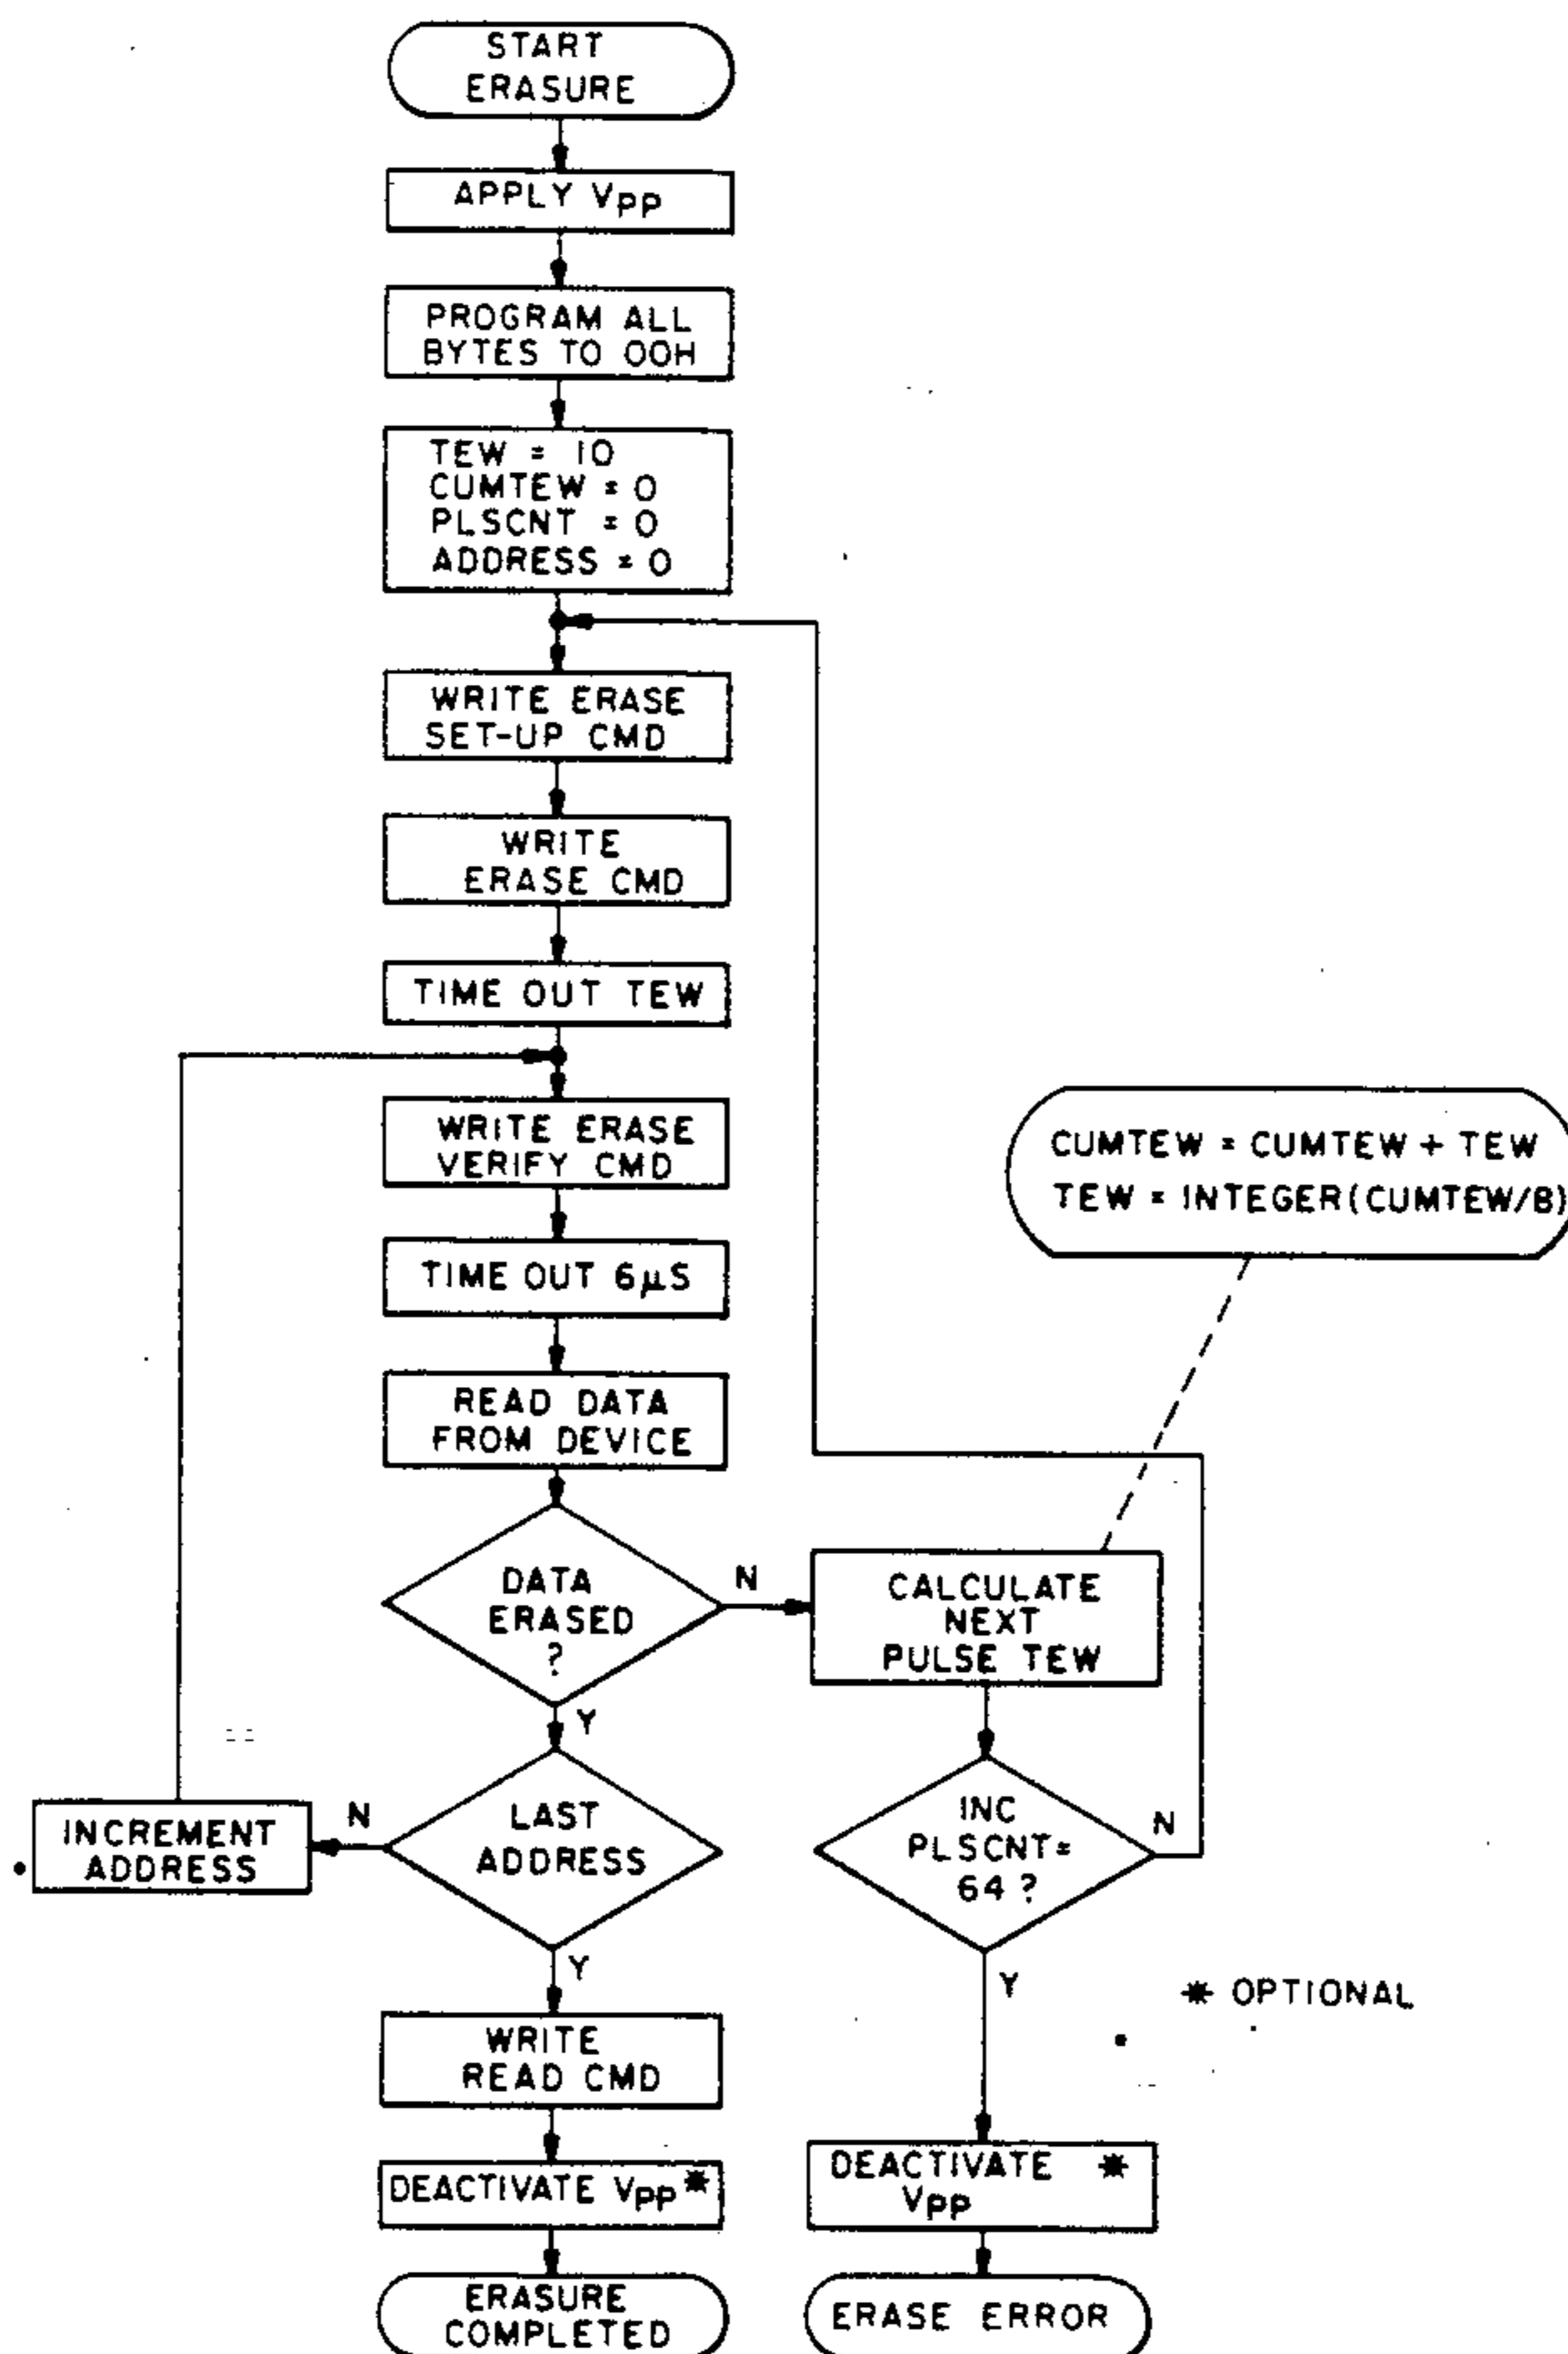 START
ERASURE
APPLY VPP
PROGRAM ALL
BYTES TO 00H
TEW = 10
CUMTEW = 0
PLSCNT = 0
ADDRESS = 0
WRITE ERASE
SET-UP CMD
WRITE
ERASE CMD
TIME OUT TEW
WRITE ERASE
VERIFY CMD
CUMTEW = CUMTEW + TEW
TEW = INTEGER(CUMTEW/8)
TIME OUT 6µS
READ DATA
FROM DEVICE
DATA
ERASED
?
N
CALCULATE
NEXT
PULSE TEW
Y
INCREMENT
ADDRESS
N
LAST
ADDRESS
INC
PLSCNT=
64 ?
N
Y
Y
* OPTIONAL
WRITE
READ CMD
DEACTIVATE VPP*
DEACTIVATE *
VPP
ERASURE
COMPLETED
ERASE ERROR